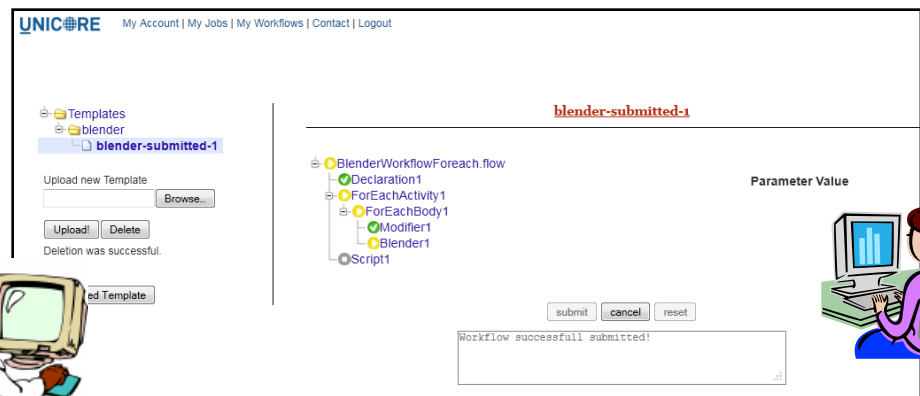 UNICORE My Account | My Jobs | My Workflows | Contact | Logout
Templates
blender
blender-submitted-1
Upload new Template
Browse...
Upload! Delete
Deletion was successful.
ed Template
blender-submitted-1
BlenderWorkflowForeach.flow
Declaration1
ForEachActivity1
ForEachBody1
Modifier1
Blender1
Script1
Parameter Value
submit cancel reset
Workflow successfull submitted!